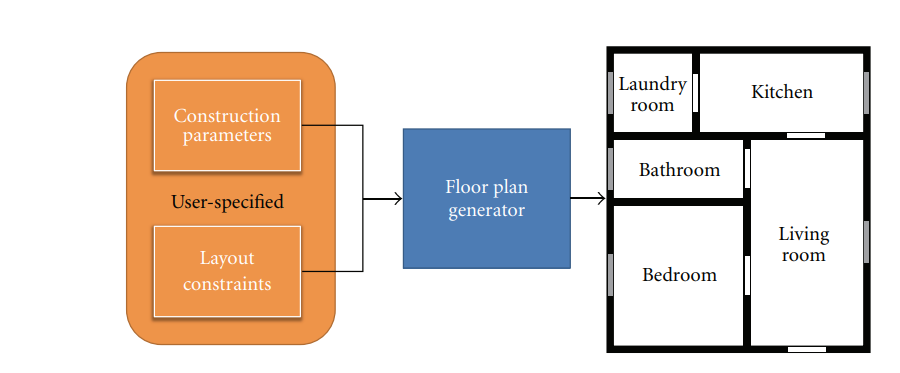 Construction
parameters
User-specified
Layout
constraints
Floor plan
generator
Laundry
room
Kitchen
Bathroom
Living
room
Bedroom